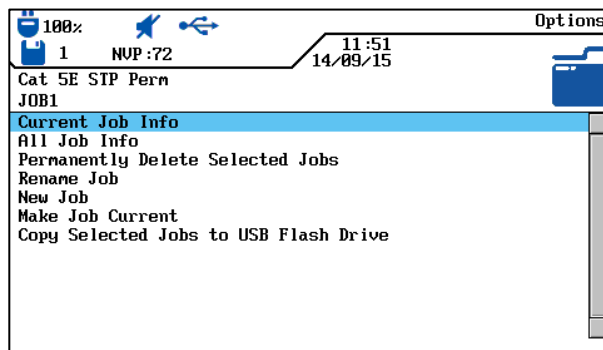 100%
Options
11:51
1 NVP:72
14/09/15
Cat 5E STP Perm
JOB1
Current Job Info
All Job Info
Permanently Delete Selected Jobs
Rename Job
New Job
Make Job Current
Copy Selected Jobs to USB Flash Drive